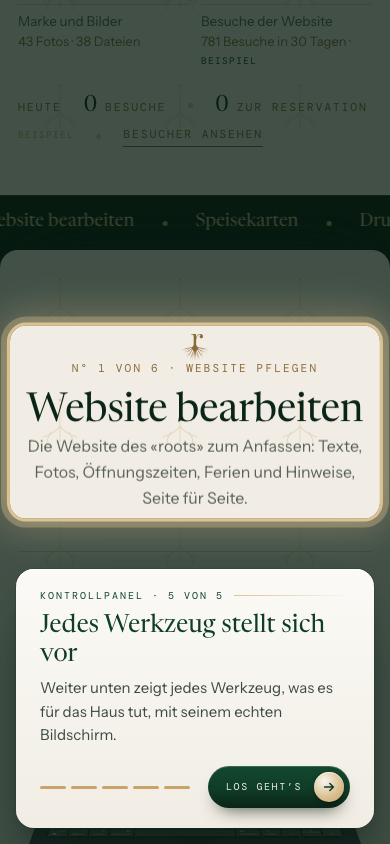 Marke und Bilder
43 Fotos · 38 Dateien
Besuche der Website
781 Besuche in 30 Tagen ·
BEISPIEL
HEUTE 0 BESUCHE 0 ZUR RESERVATION
BEISPIEL BESUCHER ANSEHEN
ebsite bearbeiten • Speisekarten • Dru
r
N° 1 VON 6 · WEBSITE PFLEGEN
Website bearbeiten
Die Website des «roots» zum Anfassen: Texte,
Fotos, Öffnungszeiten, Ferien und Hinweise,
Seite für Seite.
KONTROLLPANEL · 5 VON 5
Jedes Werkzeug stellt sich
vor
Weiter unten zeigt jedes Werkzeug, was es
für das Haus tut, mit seinem echten
Bildschirm.
LOS GEHT'S